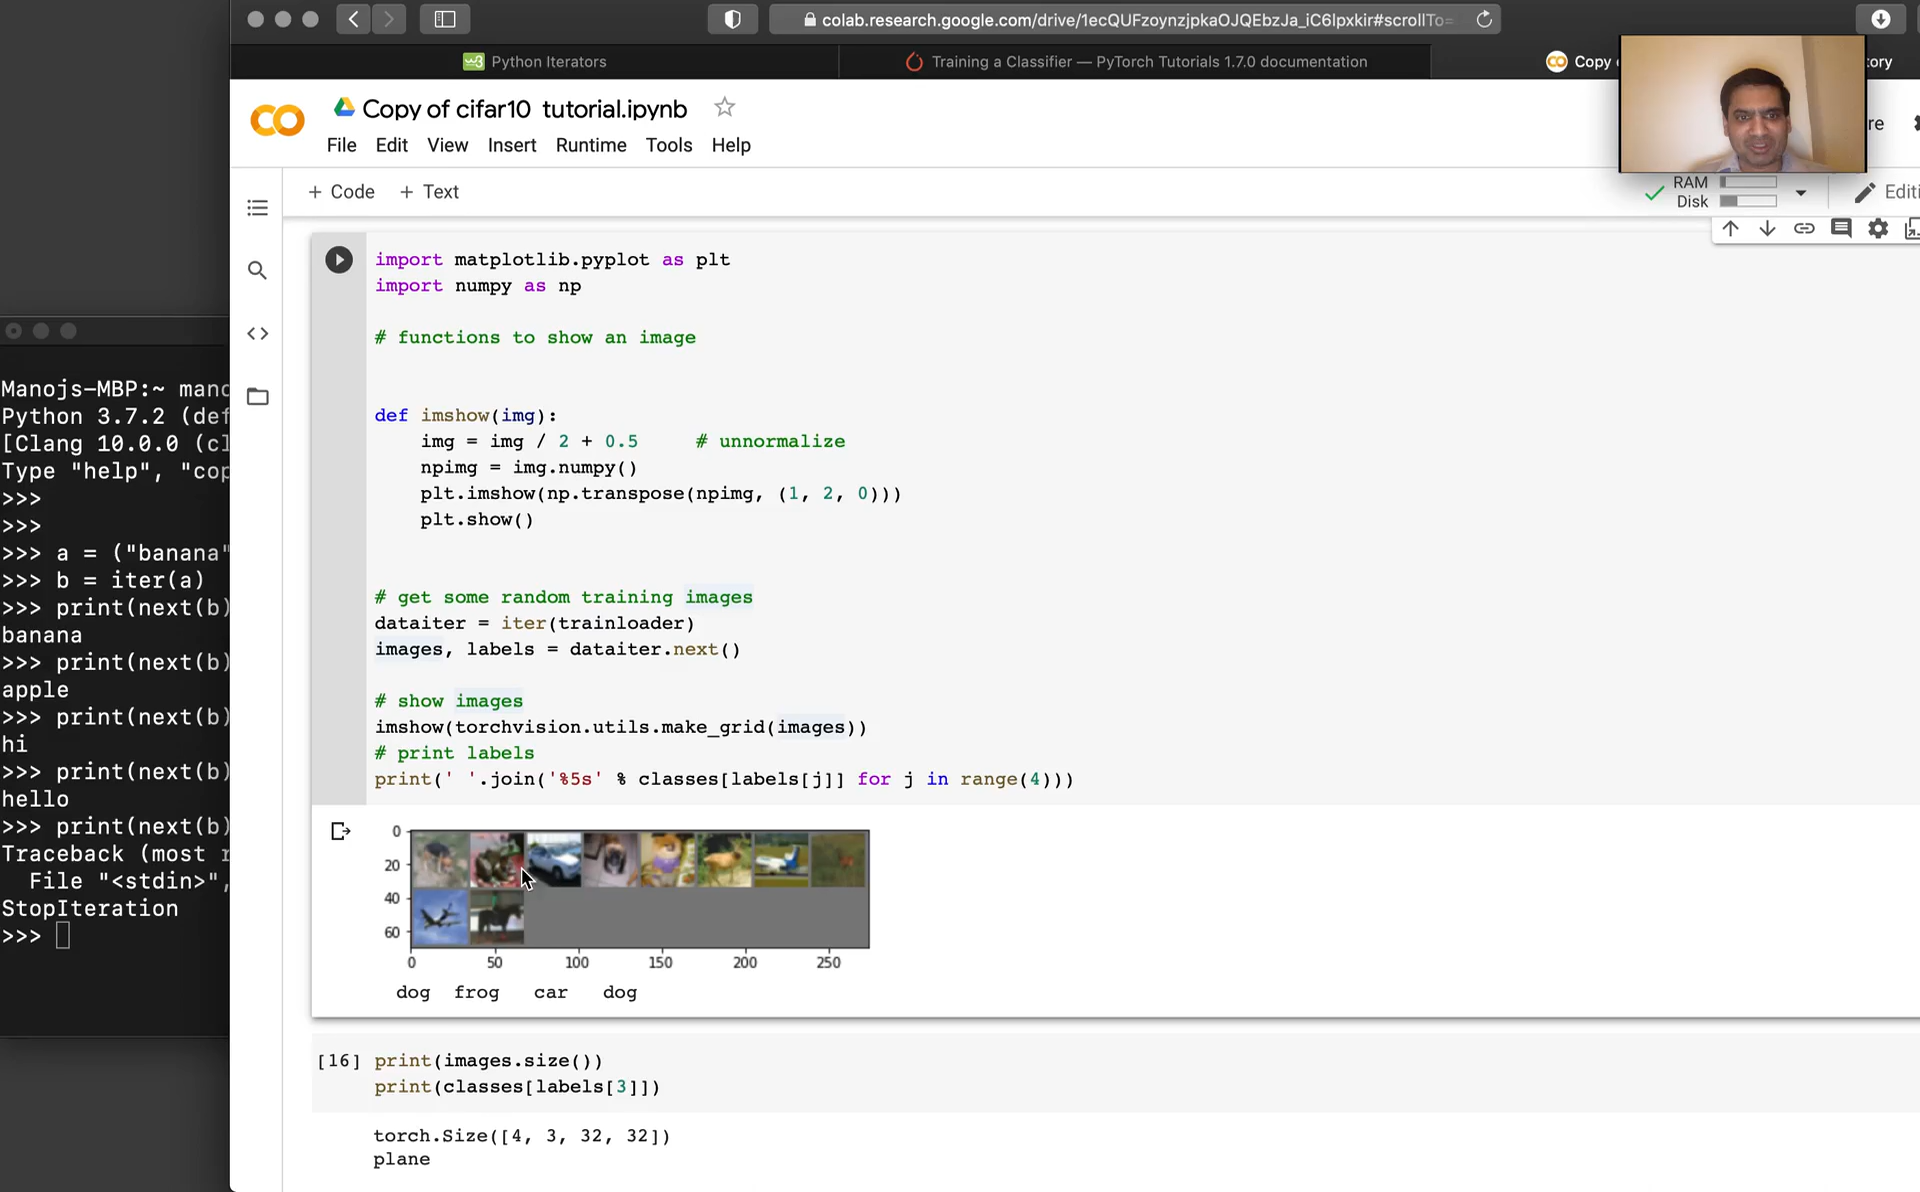 colab.research.google.com/drive/1ecQUFzoynzjpkaOJQEbzJa_iC6lpxkir#scrollTo=
Python Iterators
Training a Classifier — PyTorch Tutorials 1.7.0 documentation
Copy
ory
Copy of cifar10 tutorial.ipynb
re
File Edit View Insert Runtime Tools Help
+ Code + Text
RAM
Disk
Editi
import matplotlib.pyplot as plt
import numpy as np
# functions to show an image
def imshow(img):
img = img / 2 + 0.5 # unnormalize
npimg = img.numpy()
plt.imshow(np.transpose(npimg, (1, 2, 0)))
plt.show()
# get some random training images
dataiter = iter(trainloader)
images, labels = dataiter.next()
# show images
imshow(torchvision.utils.make_grid(images))
# print labels
print(' '.join('%5s' % classes[labels[j]] for j in range(4)))
0
20
40
60
0 50 100 150 200 250
dog frog car dog
[16] print(images.size())
print(classes[labels[3]])
torch.Size([4, 3, 32, 32])
plane
Manojs-MBP:~ mano
Python 3.7.2 (def
[Clang 10.0.0 (cl
Type "help", "cop
>>>
>>>
>>> a = ("banana"
>>> b = iter(a)
>>> print(next(b)
banana
>>> print(next(b)
apple
>>> print(next(b)
hi
>>> print(next(b)
hello
>>> print(next(b)
Traceback (most r
File "<stdin>",
StopIteration
>>>